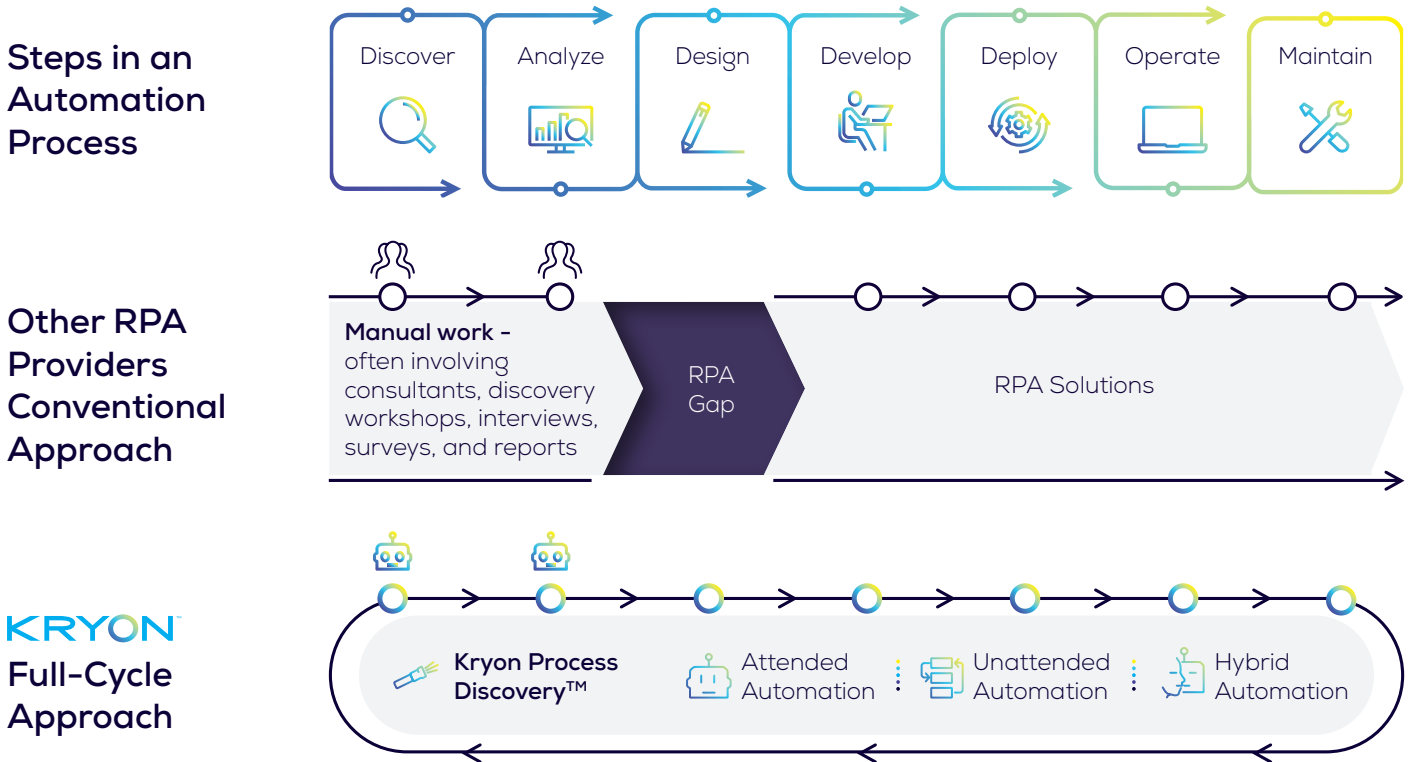 Steps in an
Automation
Process
Discover
Analyze
Design
Develop
Deploy
Operate
Maintain
Other RPA
Providers
Conventional
Approach
Manual work -
often involving
consultants, discovery
workshops, interviews,
surveys, and reports
RPA
Gap
RPA Solutions
KRYON™
Full-Cycle
Approach
Kryon Process
Discovery™
Attended
Automation
Unattended
Automation
Hybrid
Automation